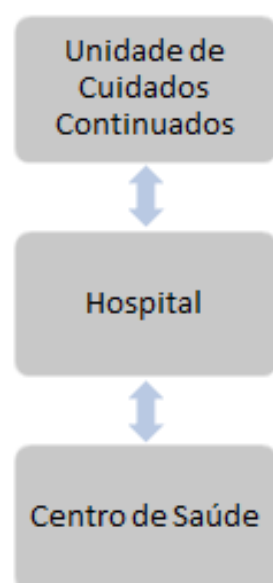 Unidade de
Cuidados
Continuados
Hospital
Centro de Saúde